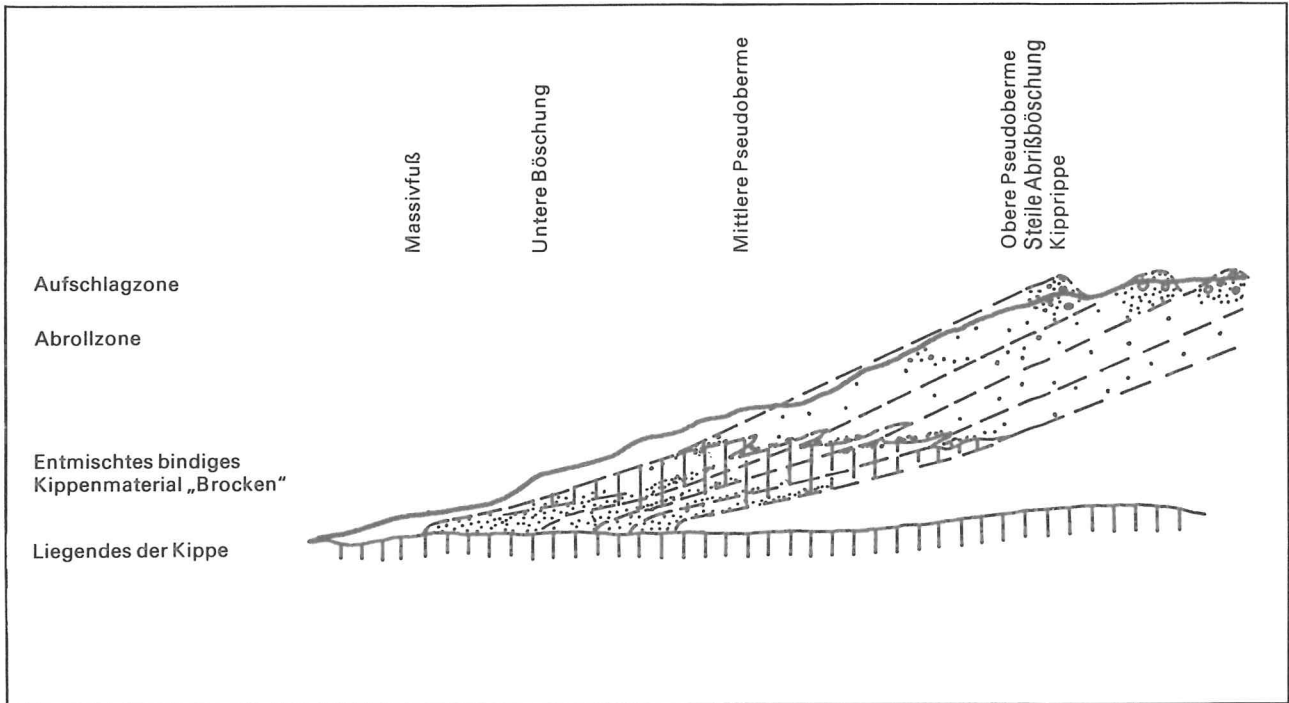 Massivfuß
Untere Böschung
Mittlere Pseudoberme
Obere Pseudoberme
Steile Abrißböschung
Kipprippe
Aufschlagzone
Abrollzone
Entmischtes bindiges
Kippenmaterial „Brocken“
Liegendes der Kippe